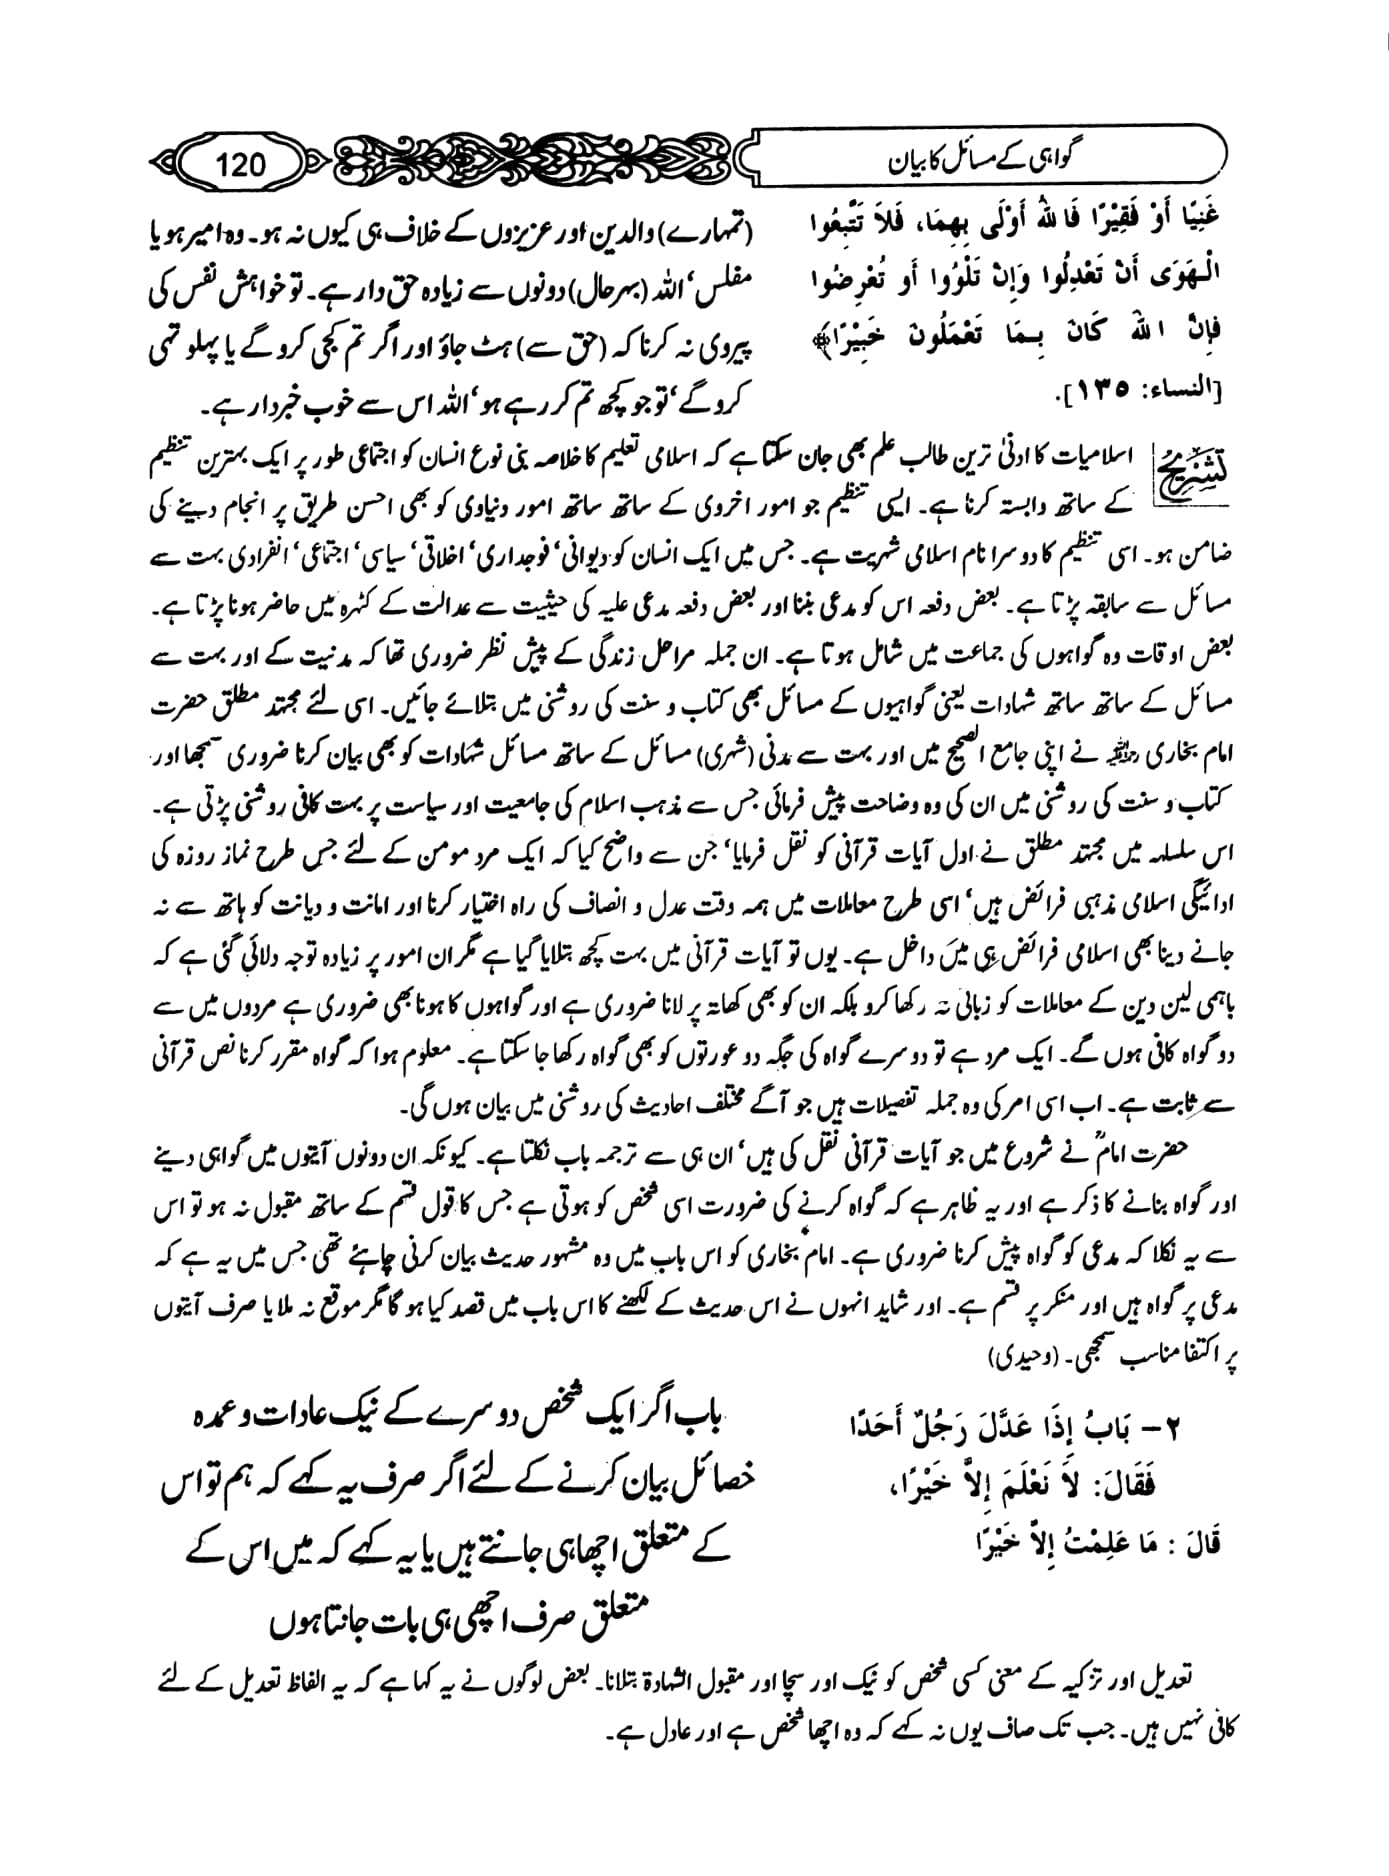 گواہی کے مسائل کا بیان
120
غَنِيًّا أَوْ فَقِيْرًا فَاللهُ أَوْلَى بِهِمَا، فَلاَ تَتَّبِعُوا
الْهَوَى أَنْ تَعْدِلُوا وَإِنْ تَلْوُوا أَو تُعْرِضُوا
فَإِنَّ اللهَ كَانَ بِمَا تَعْمَلُونَ خَبِيْرًا﴾
[النساء: ١٣٥].
(تمہارے) والدین اور عزیزوں کے خلاف ہی کیوں نہ ہو۔ وہ امیر ہو یا
مفلس‘ اللہ (بہرحال) دونوں سے زیادہ حق دار ہے۔ تو خواہش نفس کی
پیروی نہ کرنا کہ (حق سے) ہٹ جاؤ اور اگر تم کجی کرو گے یا پہلو تہی
کرو گے‘ تو جو کچھ تم کر رہے ہو‘ اللہ اس سے خوب خبردار ہے۔
تشریح
اسلامیات کا ادنیٰ ترین طالب علم بھی جان سکتا ہے کہ اسلامی تعلیم کا خلاصہ بنی نوع انسان کو اجتماعی طور پر ایک بہترین تنظیم
کے ساتھ وابستہ کرنا ہے۔ ایسی تنظیم جو امور اخروی کے ساتھ ساتھ امور دنیاوی کو بھی احسن طریق پر انجام دینے کی
ضامن ہو۔ اسی تنظیم کا دوسرا نام اسلامی شہریت ہے۔ جس میں ایک انسان کو دیوانی‘ فوجداری‘ اخلاقی‘ سیاسی‘ اجتماعی‘ انفرادی بہت سے
مسائل سے سابقہ پڑتا ہے۔ بعض دفعہ اس کو مدعی بننا اور بعض دفعہ مدعی علیہ کی حیثیت سے عدالت کے کٹہرہ میں حاضر ہونا پڑتا ہے۔
بعض اوقات وہ گواہوں کی جماعت میں شامل ہوتا ہے۔ ان جملہ مراحل زندگی کے پیش نظر ضروری تھا کہ مدنیت کے اور بہت سے
مسائل کے ساتھ ساتھ شہادات یعنی گواہیوں کے مسائل بھی کتاب و سنت کی روشنی میں بتلائے جائیں۔ اسی لئے مجتہد مطلق حضرت
امام بخاری رحمہ اللہ نے اپنی جامع الصحیح میں اور بہت سے مدنی (شہری) مسائل کے ساتھ مسائل شہادات کو بھی بیان کرنا ضروری سمجھا اور
کتاب و سنت کی روشنی میں ان کی وہ وضاحت پیش فرمائی جس سے مذہب اسلام کی جامعیت اور سیاست پر بہت کافی روشنی پڑتی ہے۔
اس سلسلہ میں مجتہد مطلق نے اول آیات قرآنی کو نقل فرمایا‘ جن سے واضح کیا کہ ایک مرد مومن کے لئے جس طرح نماز روزہ کی
ادائیگی اسلامی مذہبی فرائض ہیں‘ اسی طرح معاملات میں ہمہ وقت عدل و انصاف کی راہ اختیار کرنا اور امانت و دیانت کو ہاتھ سے نہ
جانے دینا بھی اسلامی فرائض ہی میں داخل ہے۔ یوں تو آیات قرآنی میں بہت کچھ بتلایا گیا ہے مگر ان امور پر زیادہ توجہ دلائی گئی ہے کہ
باہمی لین دین کے معاملات کو زبانی نہ رکھا کرو بلکہ ان کو بھی کھاتہ پر لانا ضروری ہے اور گواہوں کا ہونا بھی ضروری ہے مردوں میں سے
دو گواہ کافی ہوں گے۔ ایک مرد ہے تو دوسرے گواہ کی جگہ دو عورتوں کو بھی گواہ رکھا جا سکتا ہے۔ معلوم ہوا کہ گواہ مقرر کرنا نص قرآنی
سے ثابت ہے۔ اب اسی امر کی وہ جملہ تفصیلات ہیں جو آگے مختلف احادیث کی روشنی میں بیان ہوں گی۔
حضرت امامؒ نے شروع میں جو آیات قرآنی نقل کی ہیں‘ ان ہی سے ترجمہ باب نکلتا ہے۔ کیونکہ ان دونوں آیتوں میں گواہی دینے
اور گواہ بنانے کا ذکر ہے اور یہ ظاہر ہے کہ گواہ کرنے کی ضرورت اسی شخص کو ہوتی ہے جس کا قول قسم کے ساتھ مقبول نہ ہو تو اس
سے یہ نکلا کہ مدعی کو گواہ پیش کرنا ضروری ہے۔ امام بخاری کو اس باب میں وہ مشہور حدیث بیان کرنی چاہئے تھی جس میں یہ ہے کہ
مدعی پر گواہ ہیں اور منکر پر قسم ہے۔ اور شاید انہوں نے اس حدیث کے لکھنے کا اس باب میں قصد کیا ہو گا مگر موقع نہ ملا یا صرف آیتوں
پر اکتفا مناسب سمجھی۔ (وحیدی)
٢– بَابُ إِذَا عَدَّلَ رَجُلٌ أَحَدًا
فَقَالَ: لاَ نَعْلَمَ إِلاَّ خَيْرًا،
قَالَ : مَا عَلِمْتُ إِلاَّ خَيْرًا
باب اگر ایک شخص دوسرے کے نیک عادات و عمدہ
خصائل بیان کرنے کے لئے اگر صرف یہ کہے کہ ہم تو اس
کے متعلق اچھا ہی جانتے ہیں یا یہ کہے کہ میں اس کے
متعلق صرف اچھی ہی بات جانتا ہوں
تعدیل اور تزکیہ کے معنی کسی شخص کو نیک اور سچا اور مقبول الشہادۃ بتلانا۔ بعض لوگوں نے یہ کہا ہے کہ یہ الفاظ تعدیل کے لئے
کافی نہیں ہیں۔ جب تک صاف یوں نہ کہے کہ وہ اچھا شخص ہے اور عادل ہے۔